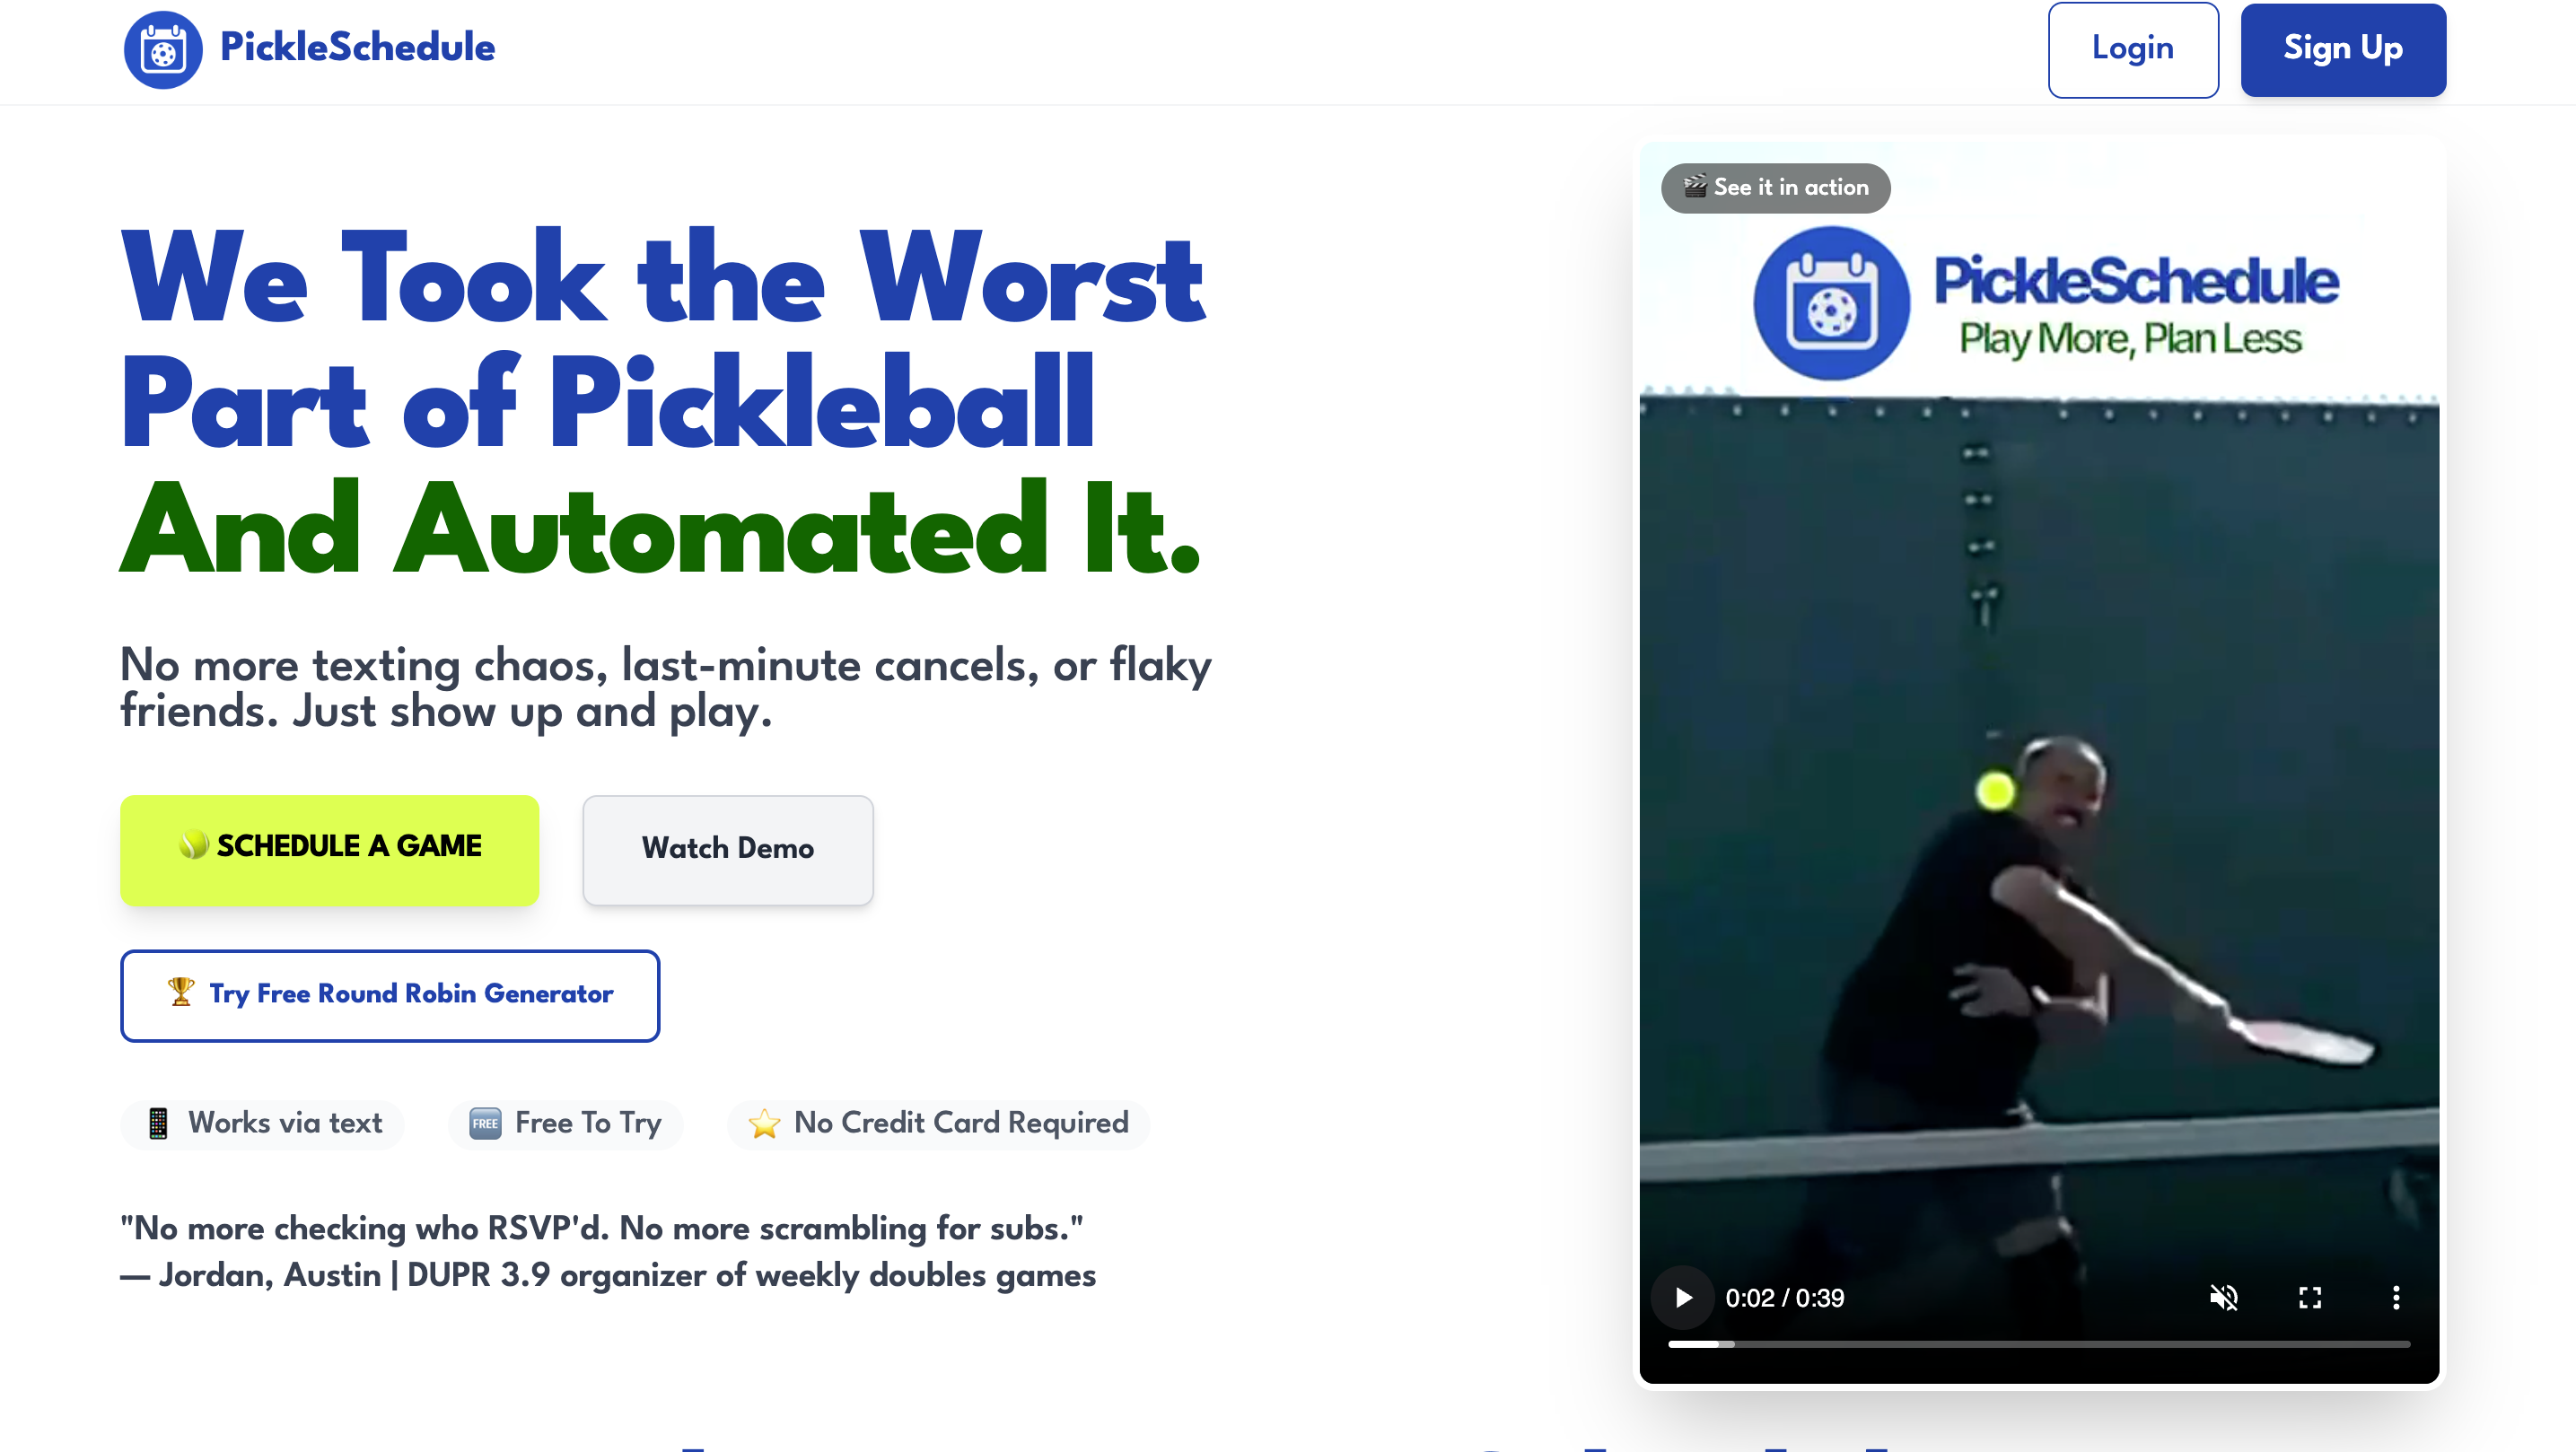 PickleSchedule
Login
Sign Up
We Took the Worst
Part of Pickleball
And Automated It.
No more texting chaos, last-minute cancels, or flaky
friends. Just show up and play.
SCHEDULE A GAME
Watch Demo
Try Free Round Robin Generator
Works via text
FREE Free To Try
No Credit Card Required
"No more checking who RSVP'd. No more scrambling for subs."
— Jordan, Austin | DUPR 3.9 organizer of weekly doubles games
See it in action
PickleSchedule
Play More, Plan Less
0:02 / 0:39